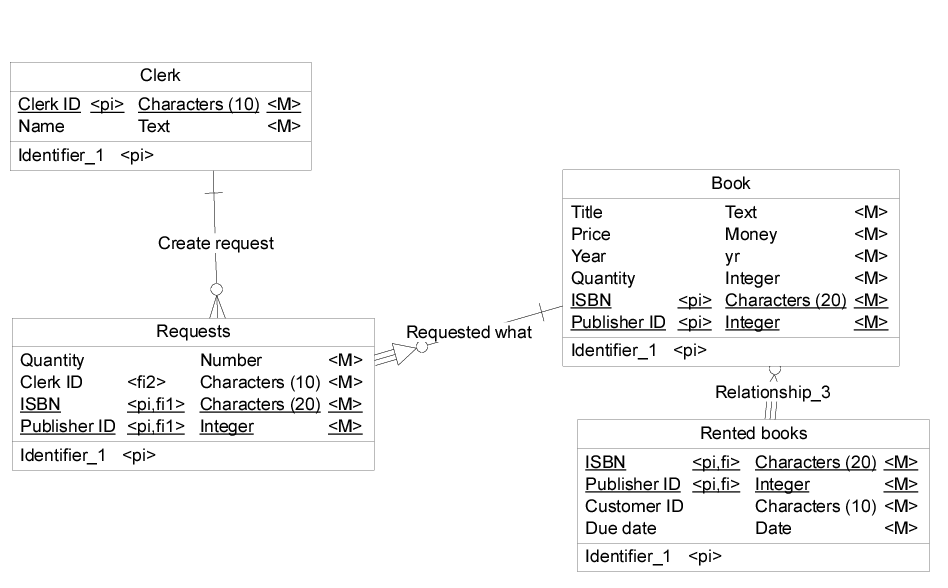 Clerk
Clerk ID <pi> Characters (10) <M>
Name Text <M>
Identifier_1 <pi>
Create request
Requests
Quantity Number <M>
Clerk ID <fi2> Characters (10) <M>
ISBN <pi,fi1> Characters (20) <M>
Publisher ID <pi,fi1> Integer <M>
Identifier_1 <pi>
Requested what
Book
Title Text <M>
Price Money <M>
Year yr <M>
Quantity Integer <M>
ISBN <pi> Characters (20) <M>
Publisher ID <pi> Integer <M>
Identifier_1 <pi>
Relationship_3
Rented books
ISBN <pi,fi> Characters (20) <M>
Publisher ID <pi,fi> Integer <M>
Customer ID Characters (10) <M>
Due date Date <M>
Identifier_1 <pi>